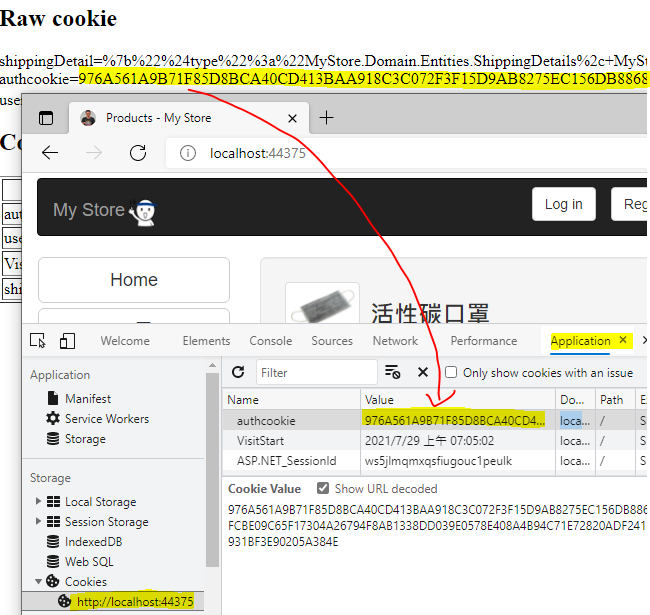 Raw cookie
shippingDetail=%7b%22%24type%22%3a%22MyStore.Domain.Entities.ShippingDetails%2c+MySt
authcookie=976A561A9B71F85D8BCA40CD413BAA918C3C072F3F15D9AB8275EC156DB8868
use
Co
aut
use
Vis
shi
Products - My Store
localhost:44375
My Store
Log in
Reg
Home
活性碳口罩
Welcome
Elements
Console
Sources
Network
Performance
Application
Application
Manifest
Service Workers
Storage
Storage
Local Storage
Session Storage
IndexedDB
Web SQL
Cookies
http://localhost:44375
Filter
Only show cookies with an issue
Name Value Do... Path E
authcookie 976A561A9B71F85D8BCA40CD4... loca... / S
VisitStart 2021/7/29 上午 07:05:02 loca... / S
ASP.NET_SessionId ws5jlmqmxqsfiugouc1peulk loca... / S
Cookie Value Show URL decoded
976A561A9B71F85D8BCA40CD413BAA918C3C072F3F15D9AB8275EC156DB886
FCBE09C65F17304A26794F8AB1338DD039E0578E408A4B94C71E72820ADF241
931BF3E90205A384E